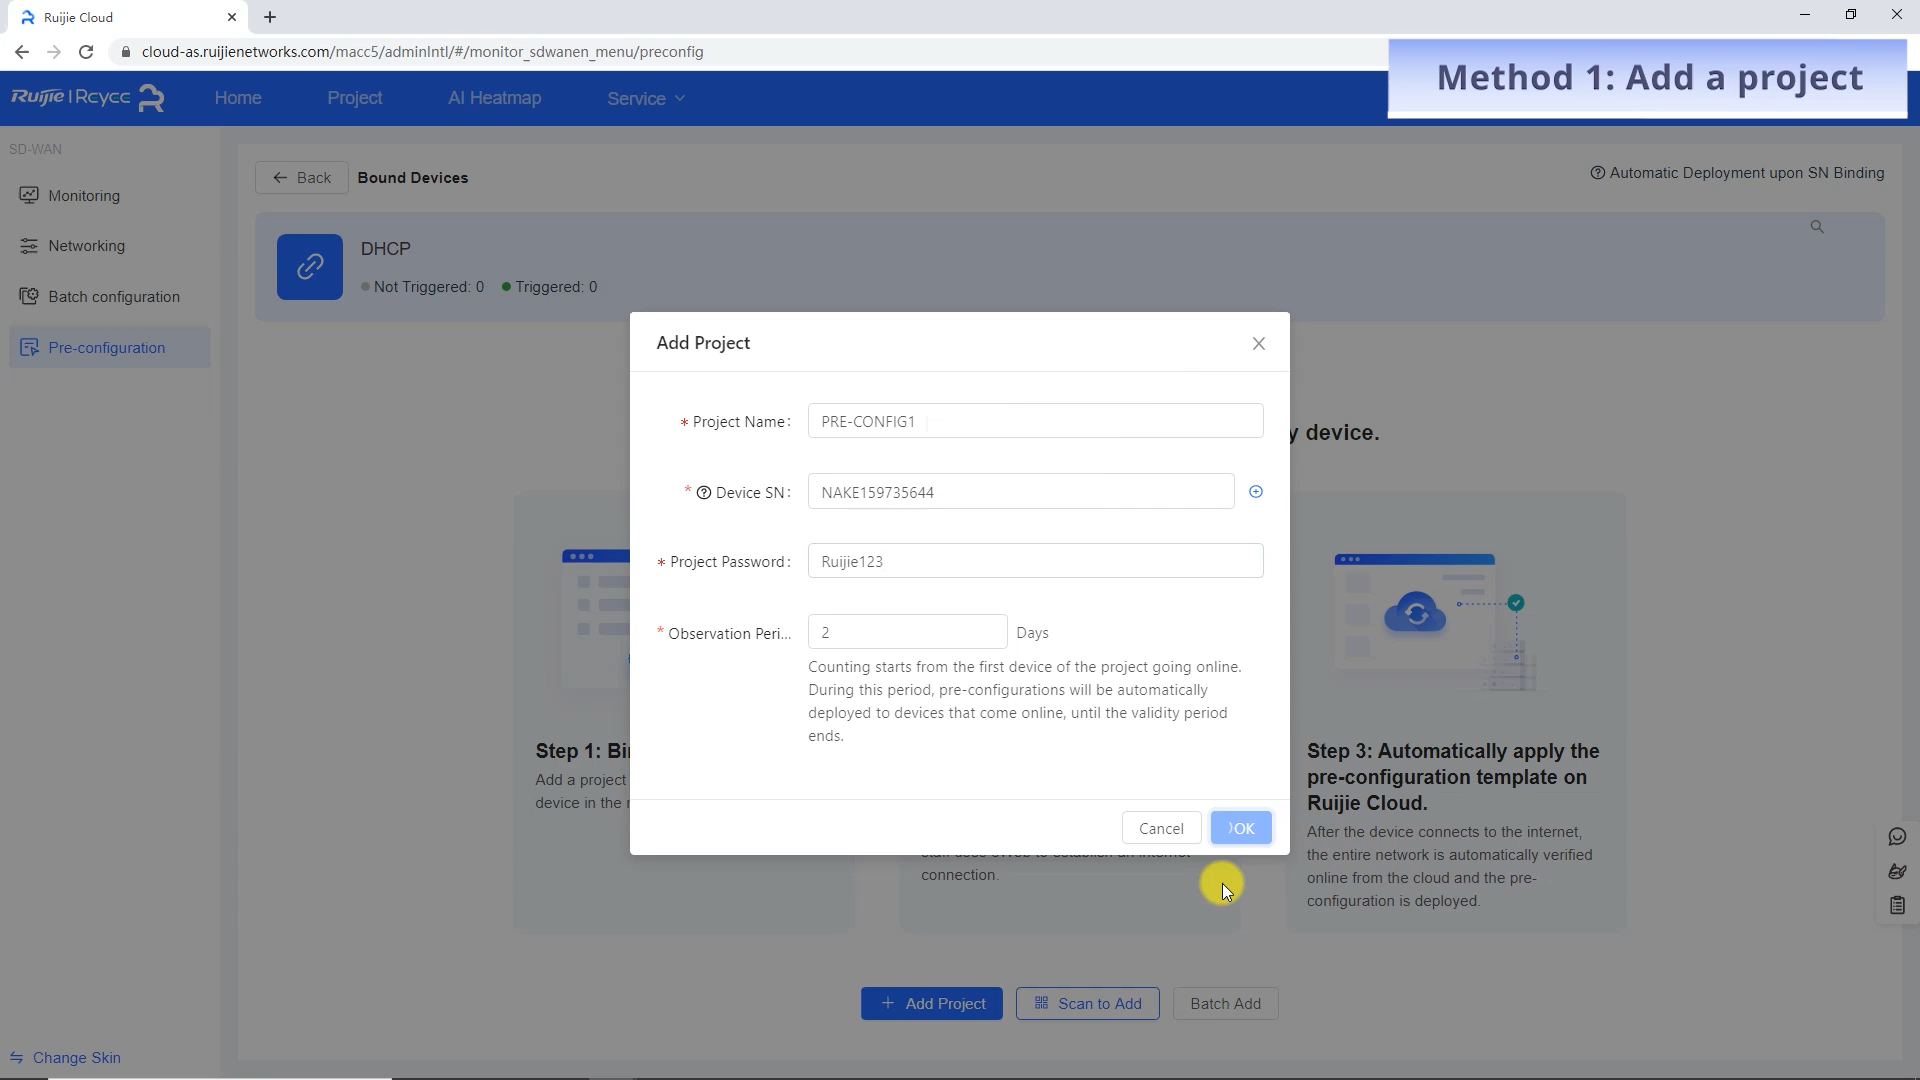 Ruijie Cloud
cloud-as.ruijienetworks.com/macc5/adminIntl/#/monitor_sdwanen_menu/preconfig
Method 1: Add a project
Ruijie | Rcycc
Home
Project
AI Heatmap
Service
SD-WAN
Monitoring
Networking
Batch configuration
Pre-configuration
Change Skin
Back
Bound Devices
Automatic Deployment upon SN Binding
DHCP
Not Triggered: 0
Triggered: 0
y device.
Add Project
* Project Name:
PRE-CONFIG1
* Device SN:
NAKE159735644
* Project Password:
Ruijie123
* Observation Peri...
2
Days
Counting starts from the first device of the project going online.
During this period, pre-configurations will be automatically
deployed to devices that come online, until the validity period
ends.
Cancel
OK
Step 1: Bi
Add a project
device in the
connection.
Step 3: Automatically apply the
pre-configuration template on
Ruijie Cloud.
After the device connects to the internet,
the entire network is automatically verified
online from the cloud and the pre-
configuration is deployed.
Add Project
Scan to Add
Batch Add